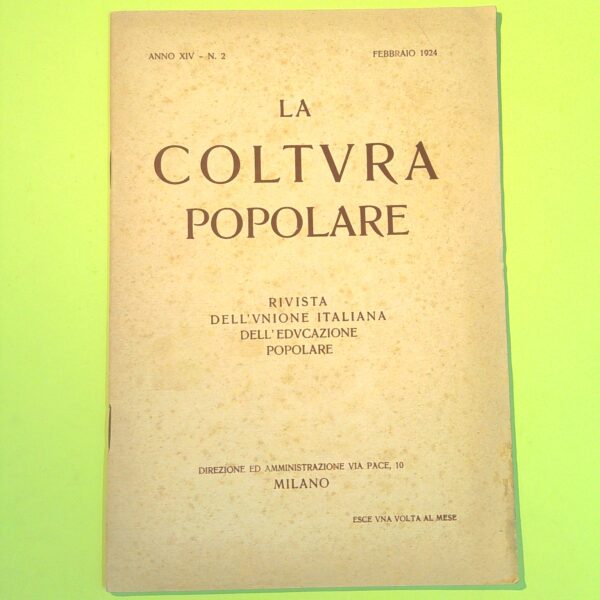 ANNO XIV - N. 2
FEBBRAIO 1924
LA
COLTVRA
POPOLARE
RIVISTA
DELL'VNIONE ITALIANA
DELL'EDVCAZIONE
POPOLARE
DIREZIONE ED AMMINISTRAZIONE VIA PACE, 10
MILANO
ESCE VNA VOLTA AL MESE